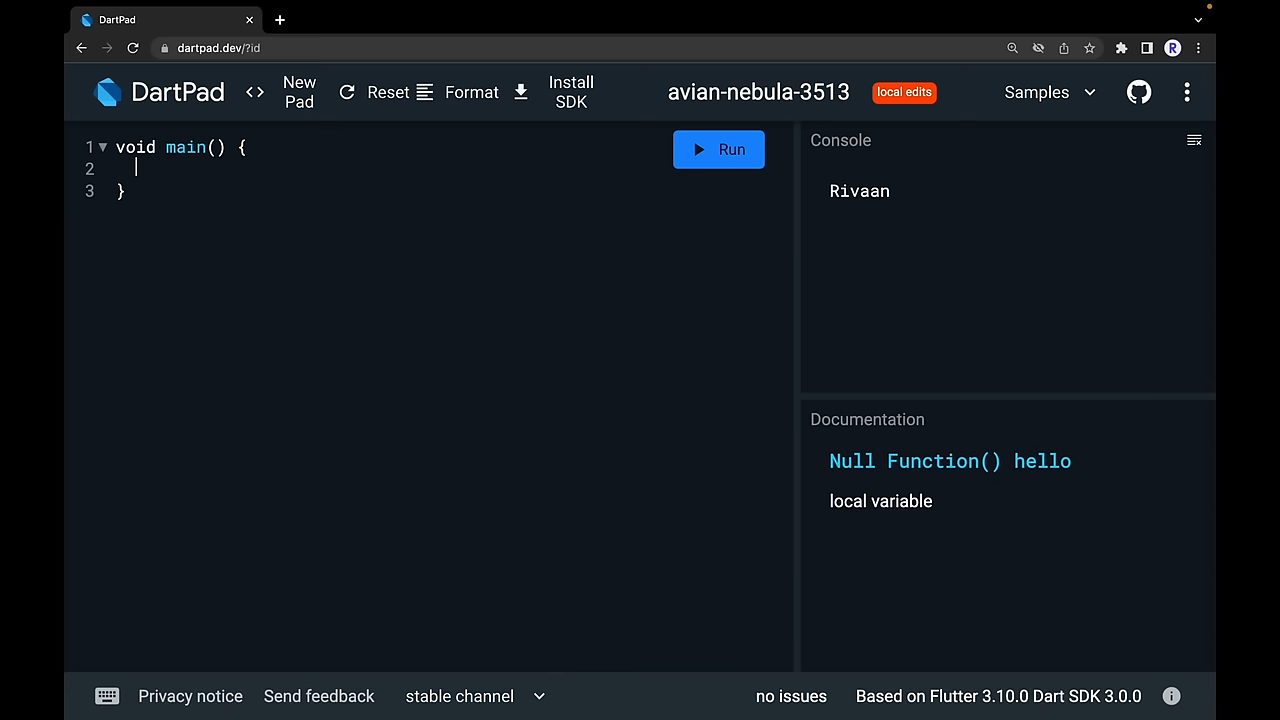 DartPad
dartpad.dev/?id
R
DartPad
<> New Pad
Reset
Format
Install SDK
avian-nebula-3513
local edits
Samples
1 void main() {
2
3 }
Run
Console
Rivaan
Documentation
Null Function() hello
local variable
Privacy notice
Send feedback
stable channel
no issues
Based on Flutter 3.10.0 Dart SDK 3.0.0